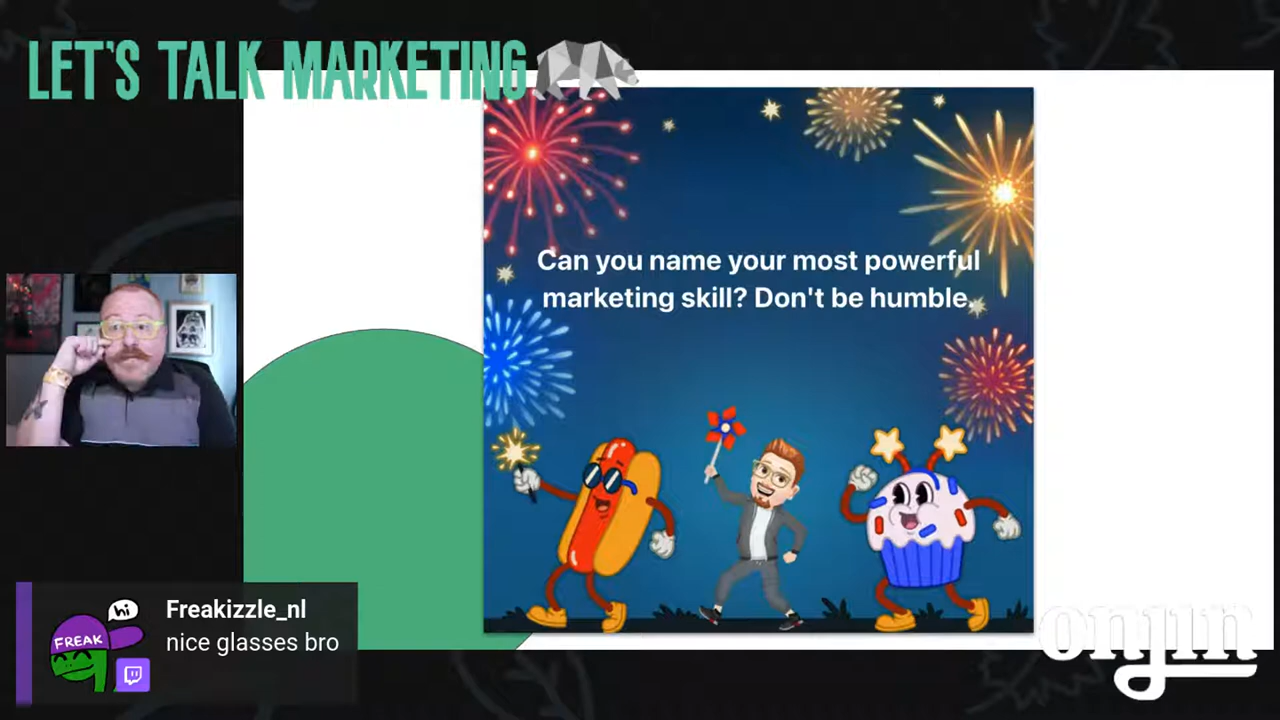 LET'S TALK MARKETING
Can you name your most powerful
marketing skill? Don't be humble.
hi
FREAK
Freakizzle_nl
nice glasses bro
onjin